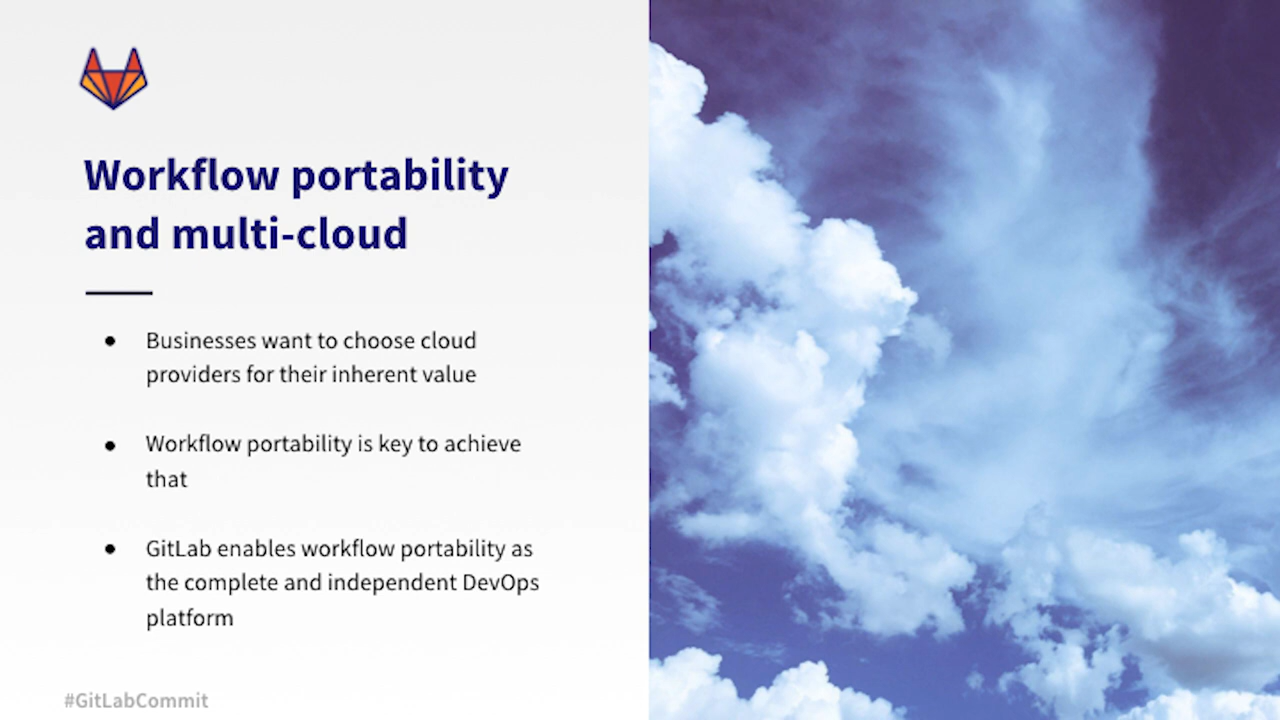 Workflow portability
and multi-cloud
● Businesses want to choose cloud
providers for their inherent value
● Workflow portability is key to achieve
that
● GitLab enables workflow portability as
the complete and independent DevOps
platform
#GitLabCommit